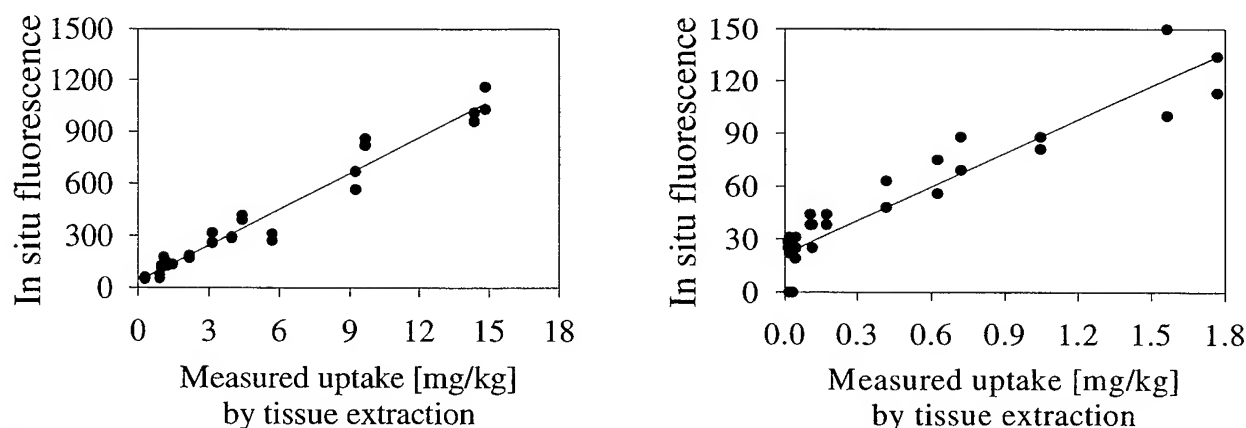 In situ fluorescence
1500
1200
900
600
300
0
0 3 6 9 12 15 18
Measured uptake [mg/kg]
by tissue extraction
In situ fluorescence
150
120
90
60
30
0
0.0 0.3 0.6 0.9 1.2 1.5 1.8
Measured uptake [mg/kg]
by tissue extraction